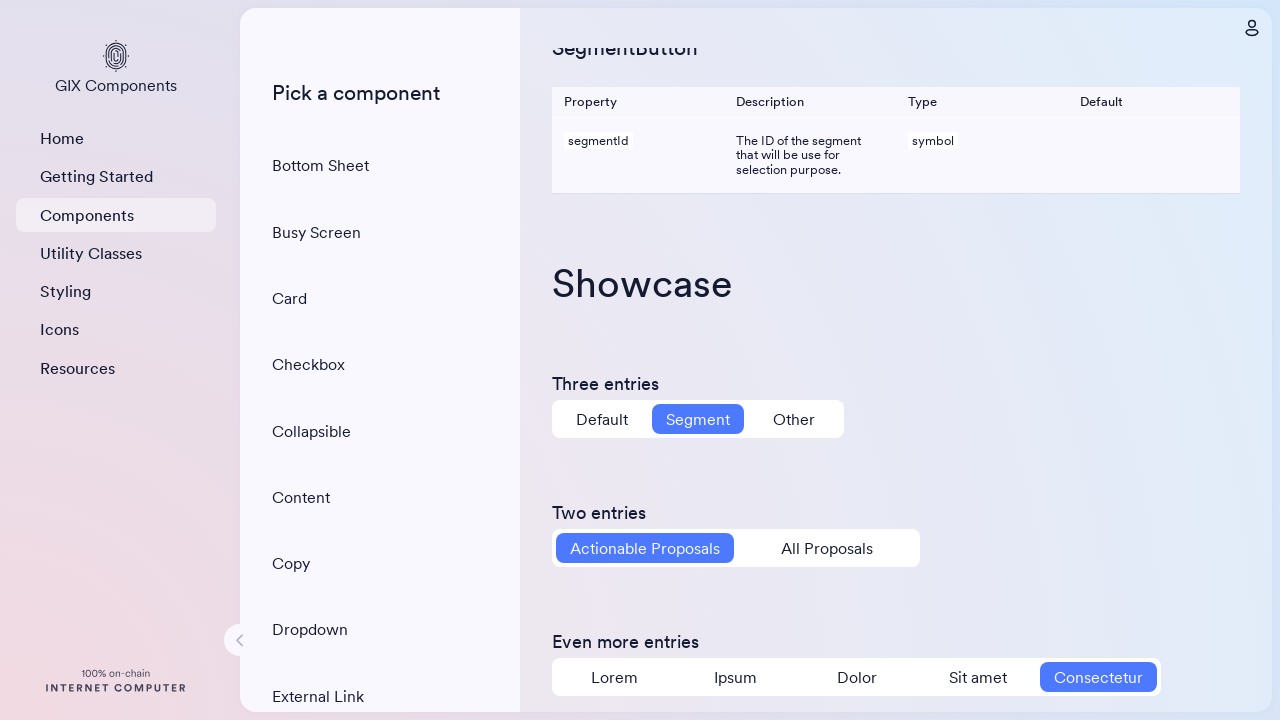 GIX Components
Home
Getting Started
Components
Utility Classes
Styling
Icons
Resources
100% on-chain
INTERNET COMPUTER
Pick a component
Bottom Sheet
Busy Screen
Card
Checkbox
Collapsible
Content
Copy
Dropdown
External Link
SegmentButton
Property Description Type Default
segmentId The ID of the segment symbol
that will be use for
selection purpose.
Showcase
Three entries
Default Segment Other
Two entries
Actionable Proposals All Proposals
Even more entries
Lorem Ipsum Dolor Sit amet Consectetur